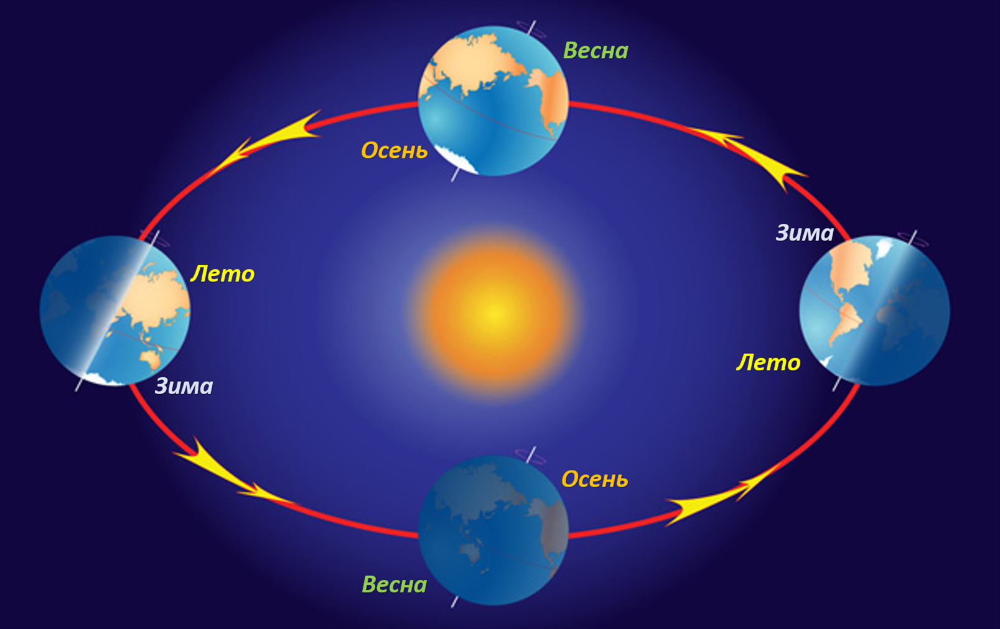 Весна
Осень
Зима
Лето
Лето
Зима
Осень
Весна